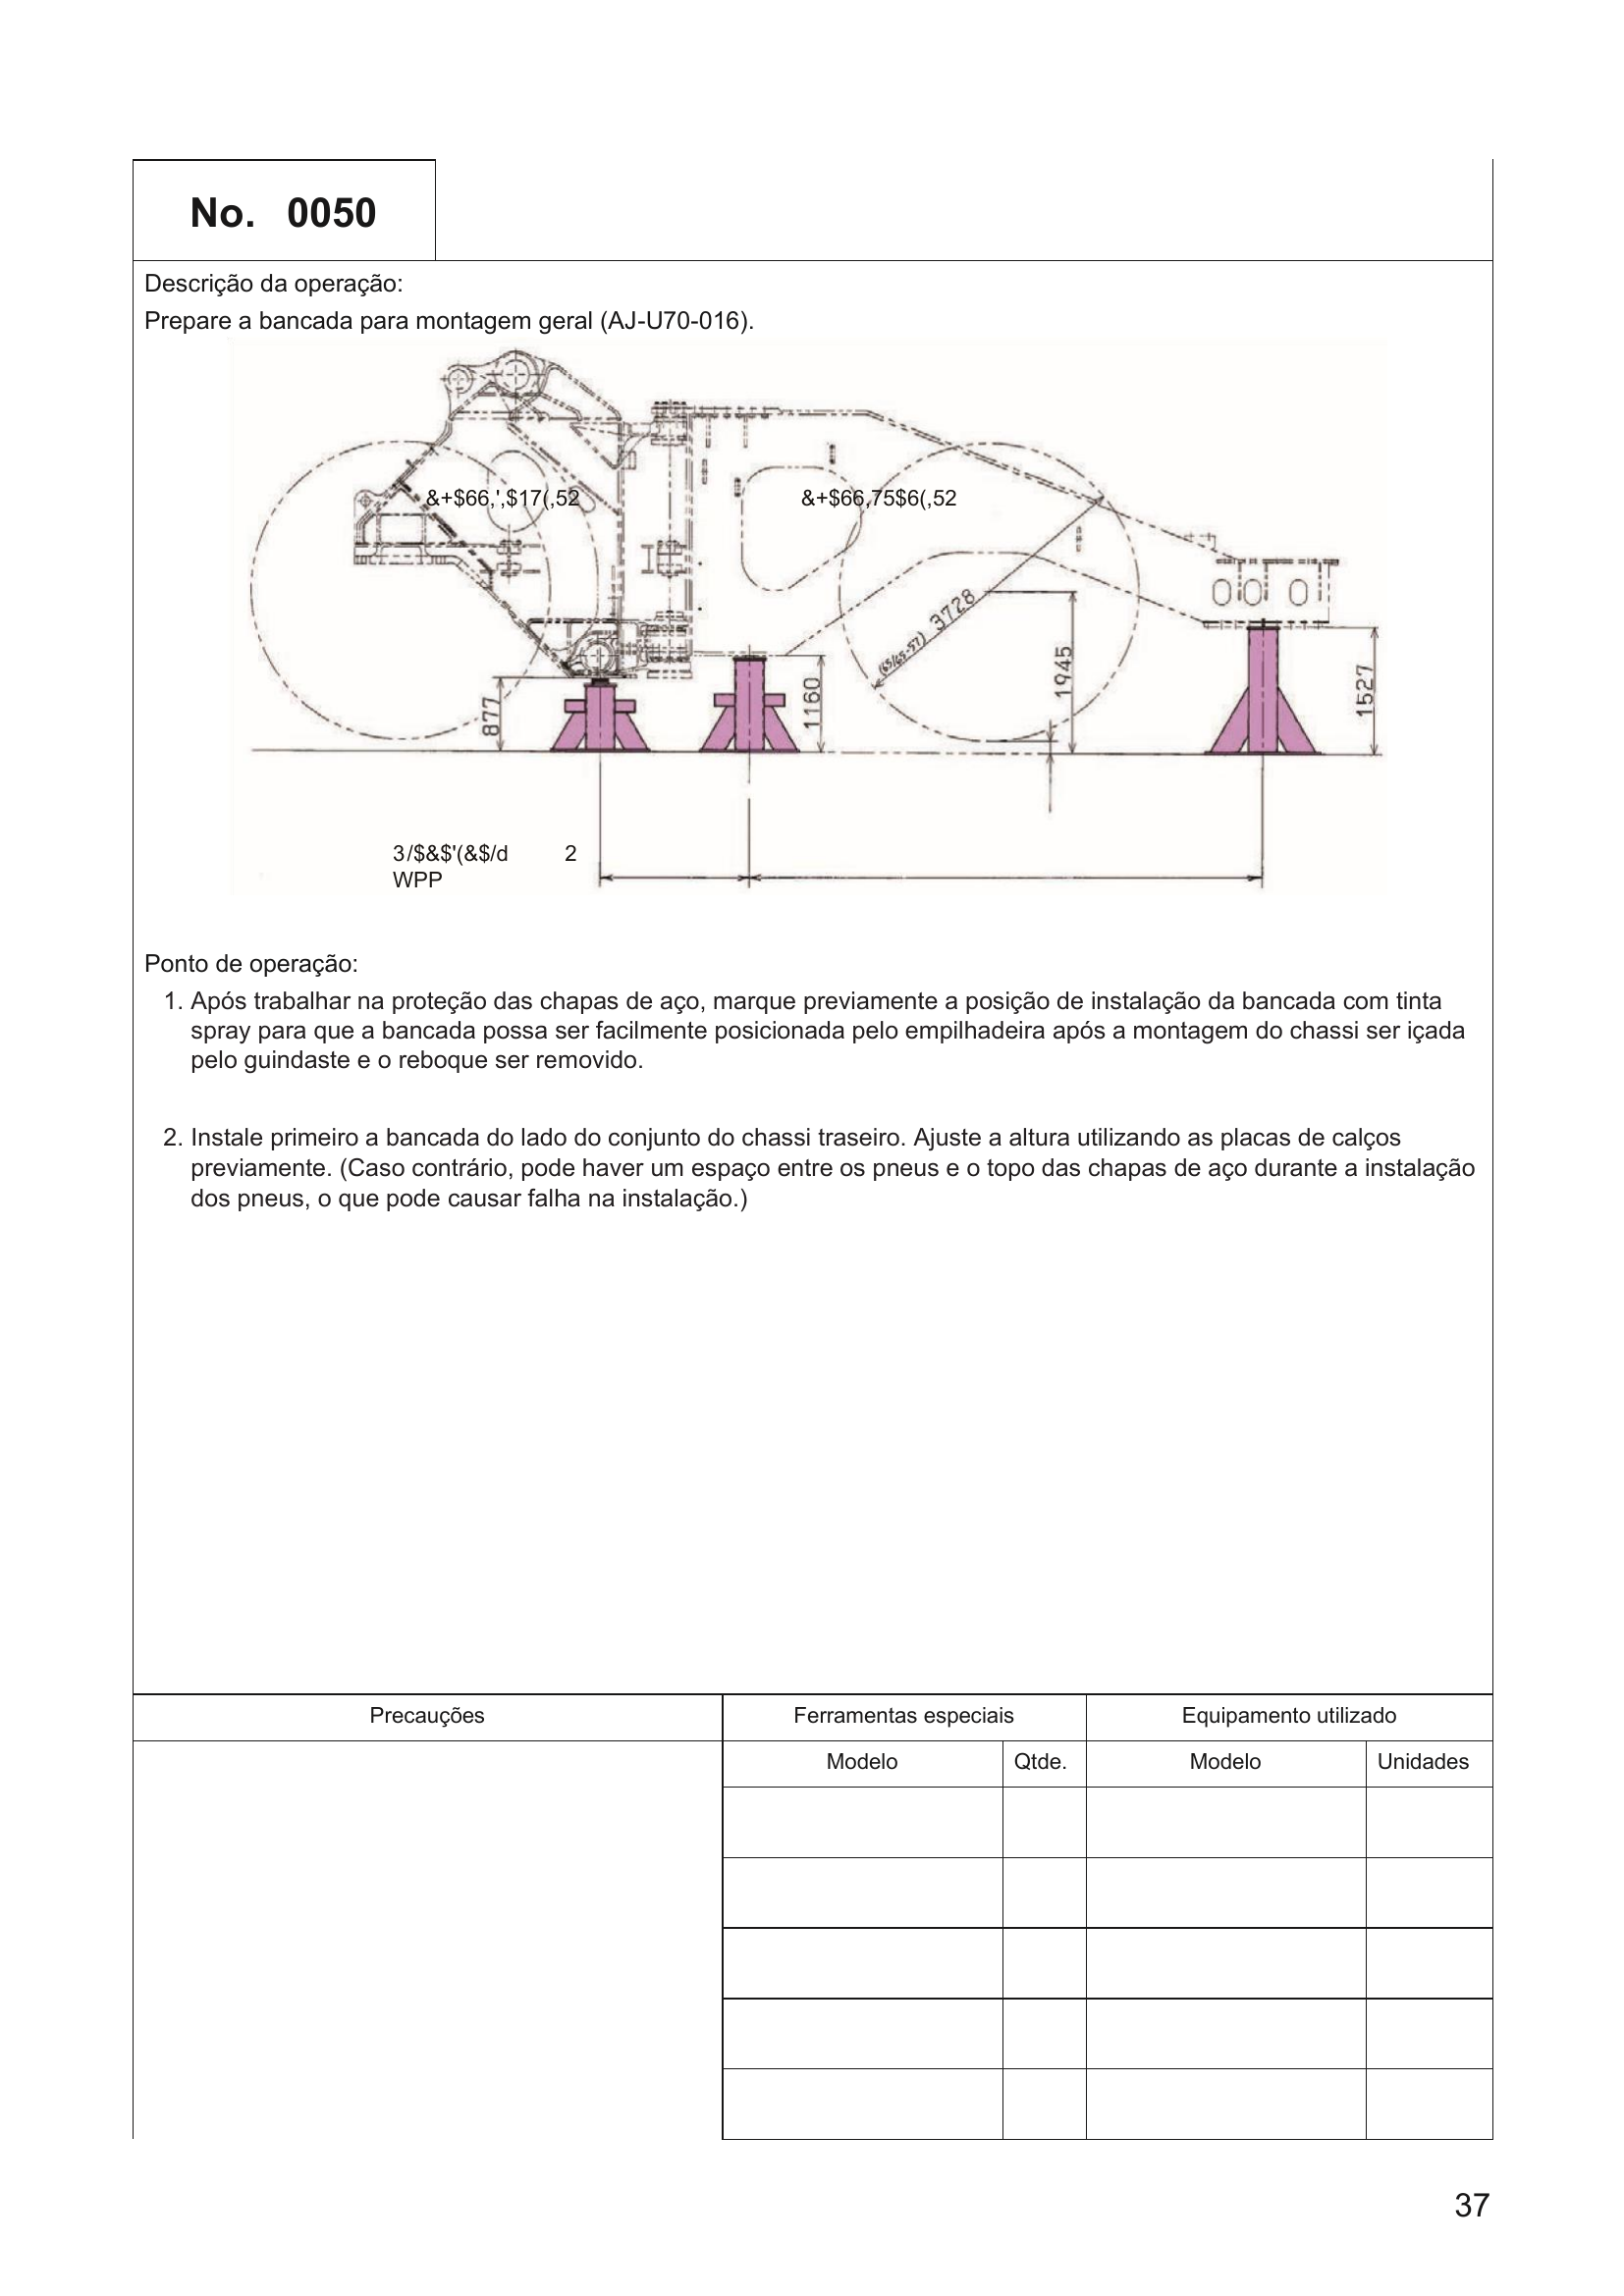 No. 0050
Descrição da operação:
Prepare a bancada para montagem geral (AJ-U70-016).
&+$66,',$17(,52
&+$66,75$6(,52
(65/65-57) 3728
877
1160
1945
1527
3/$&$'(&$/d 2
WPP
Ponto de operação:
1. Após trabalhar na proteção das chapas de aço, marque previamente a posição de instalação da bancada com tinta
spray para que a bancada possa ser facilmente posicionada pelo empilhadeira após a montagem do chassi ser içada
pelo guindaste e o reboque ser removido.
2. Instale primeiro a bancada do lado do conjunto do chassi traseiro. Ajuste a altura utilizando as placas de calços
previamente. (Caso contrário, pode haver um espaço entre os pneus e o topo das chapas de aço durante a instalação
dos pneus, o que pode causar falha na instalação.)
Precauções Ferramentas especiais Equipamento utilizado
Modelo Qtde. Modelo Unidades
37